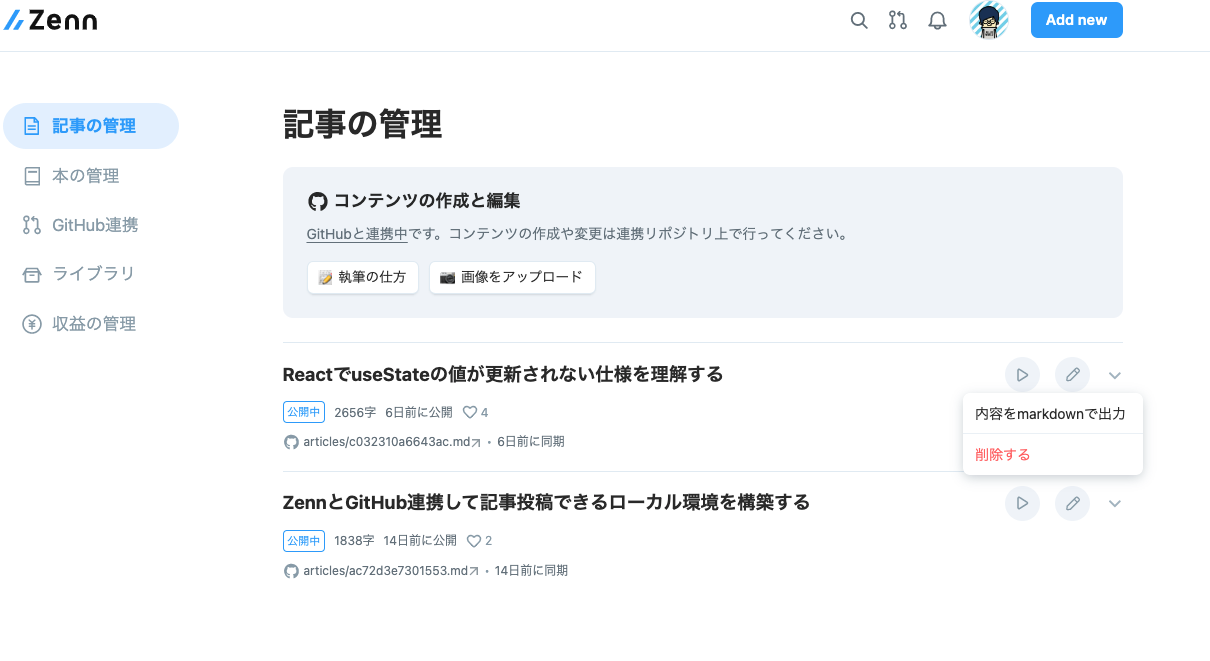 Zenn
Add new
記事の管理
本の管理
GitHub連携
ライブラリ
収益の管理
記事の管理
コンテンツの作成と編集
GitHubと連携中です。コンテンツの作成や変更は連携リポジトリ上で行ってください。
執筆の仕方 画像をアップロード
ReactでuseStateの値が更新されない仕様を理解する
公開中 2656字 6日前に公開 4
articles/c032310a6643ac.md • 6日前に同期
内容をmarkdownで出力
削除する
ZennとGitHub連携して記事投稿できるローカル環境を構築する
公開中 1838字 14日前に公開 2
articles/ac72d3e7301553.md • 14日前に同期